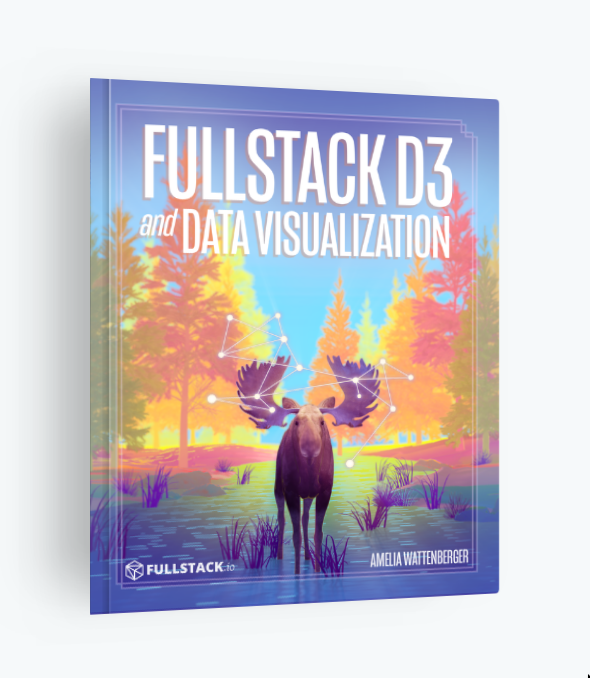 FULLSTACK D3
and DATA VISUALIZATION
FULLSTACK.io
AMELIA WATTENBERGER